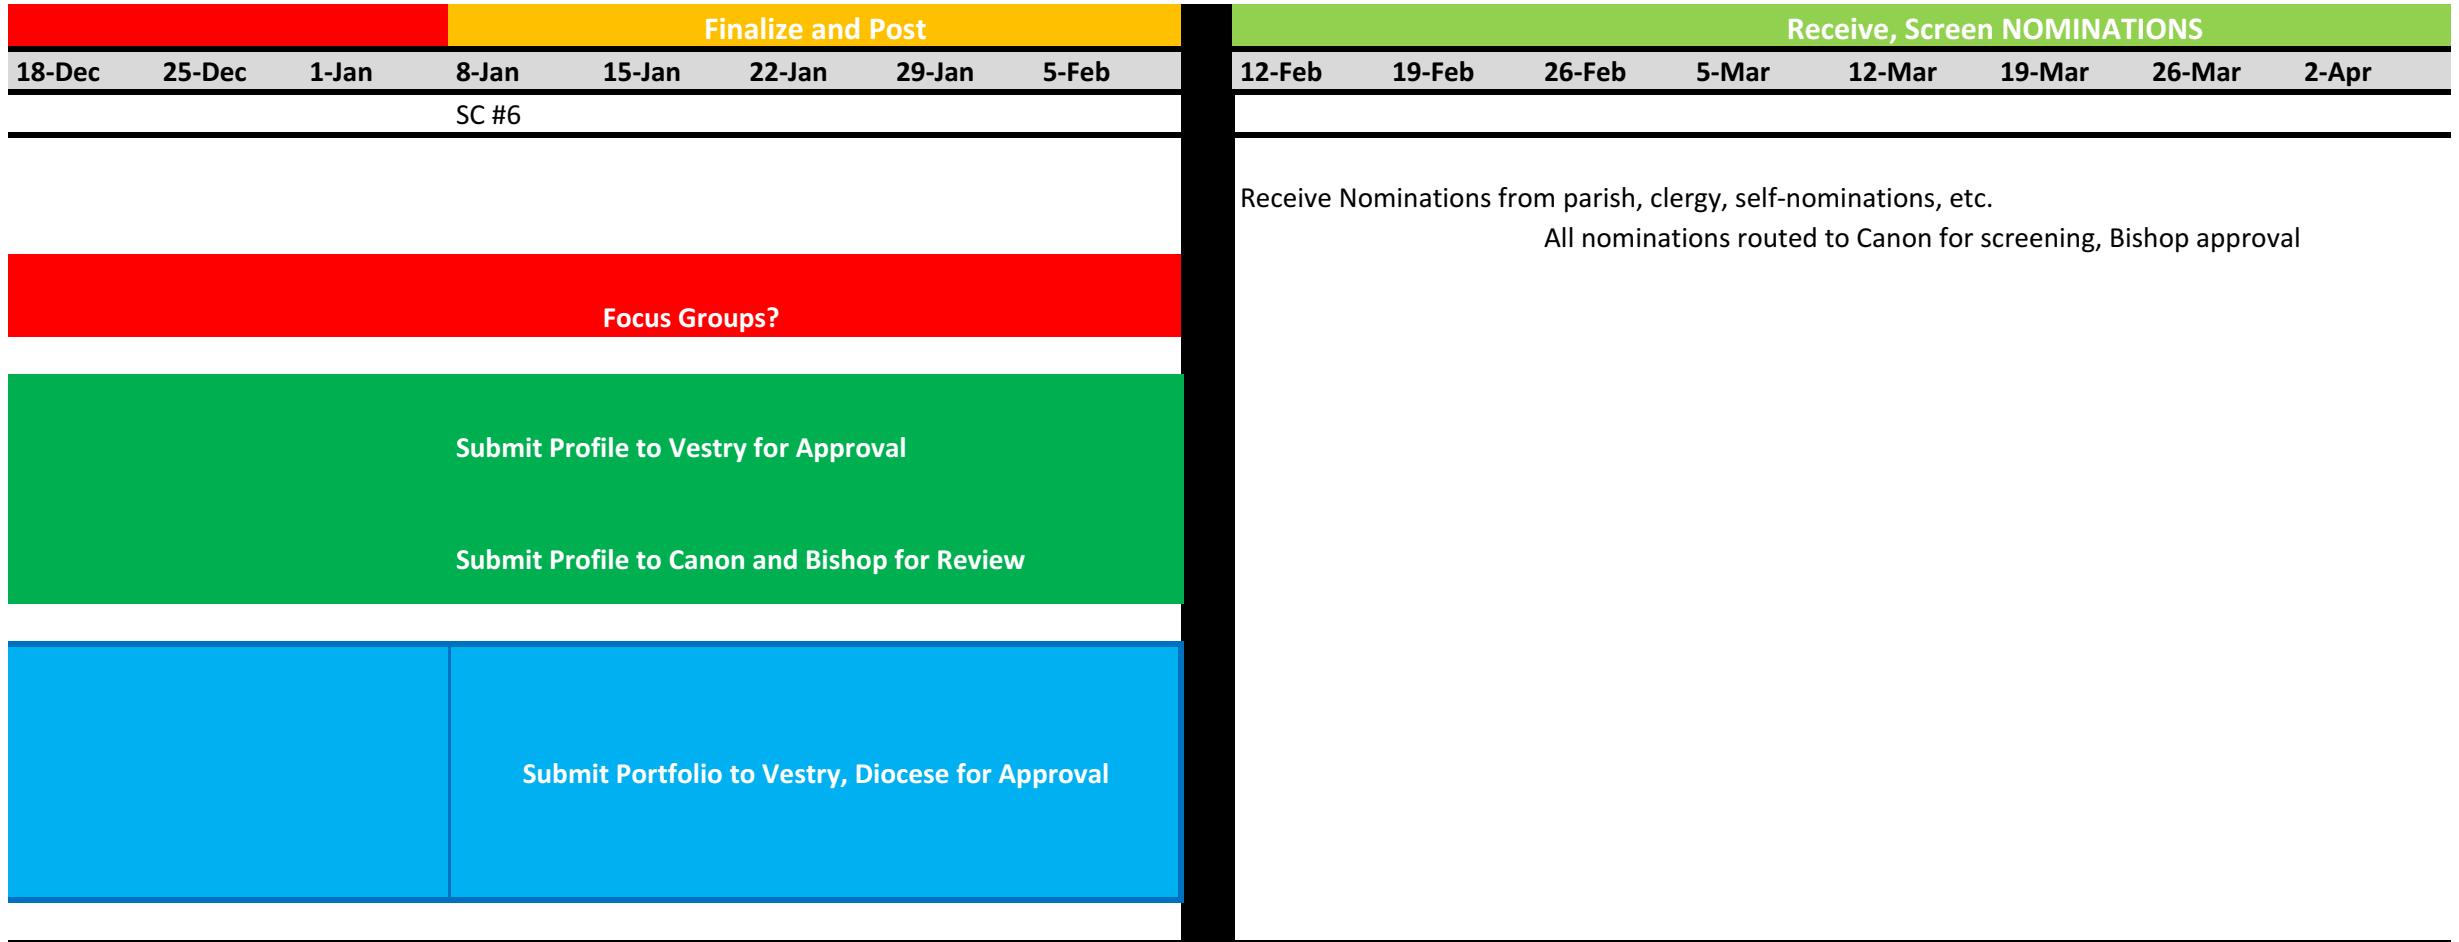 Finalize and Post Receive, Screen NOMINATIONS
18-Dec 25-Dec 1-Jan 8-Jan 15-Jan 22-Jan 29-Jan 5-Feb 12-Feb 19-Feb 26-Feb 5-Mar 12-Mar 19-Mar 26-Mar 2-Apr
SC #6
Receive Nominations from parish, clergy, self-nominations, etc.
All nominations routed to Canon for screening, Bishop approval
Focus Groups?
Submit Profile to Vestry for Approval
Submit Profile to Canon and Bishop for Review
Submit Portfolio to Vestry, Diocese for Approval